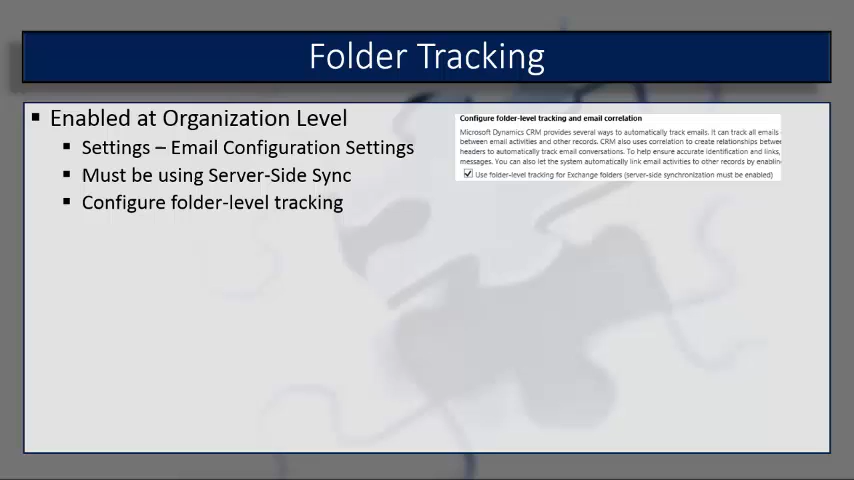 Folder Tracking
Enabled at Organization Level
Settings – Email Configuration Settings
Must be using Server-Side Sync
Configure folder-level tracking
Configure folder-level tracking and email correlation
Microsoft Dynamics CRM provides several ways to automatically track emails. It can track all emails
between email activities and other records. CRM also uses correlation to create relationships
headers to automatically track email conversations. To help ensure accurate identification and links,
messages. You can also let the system automatically link email activities to other records by
Use folder-level tracking for Exchange folders (server-side synchronization must be enabled)